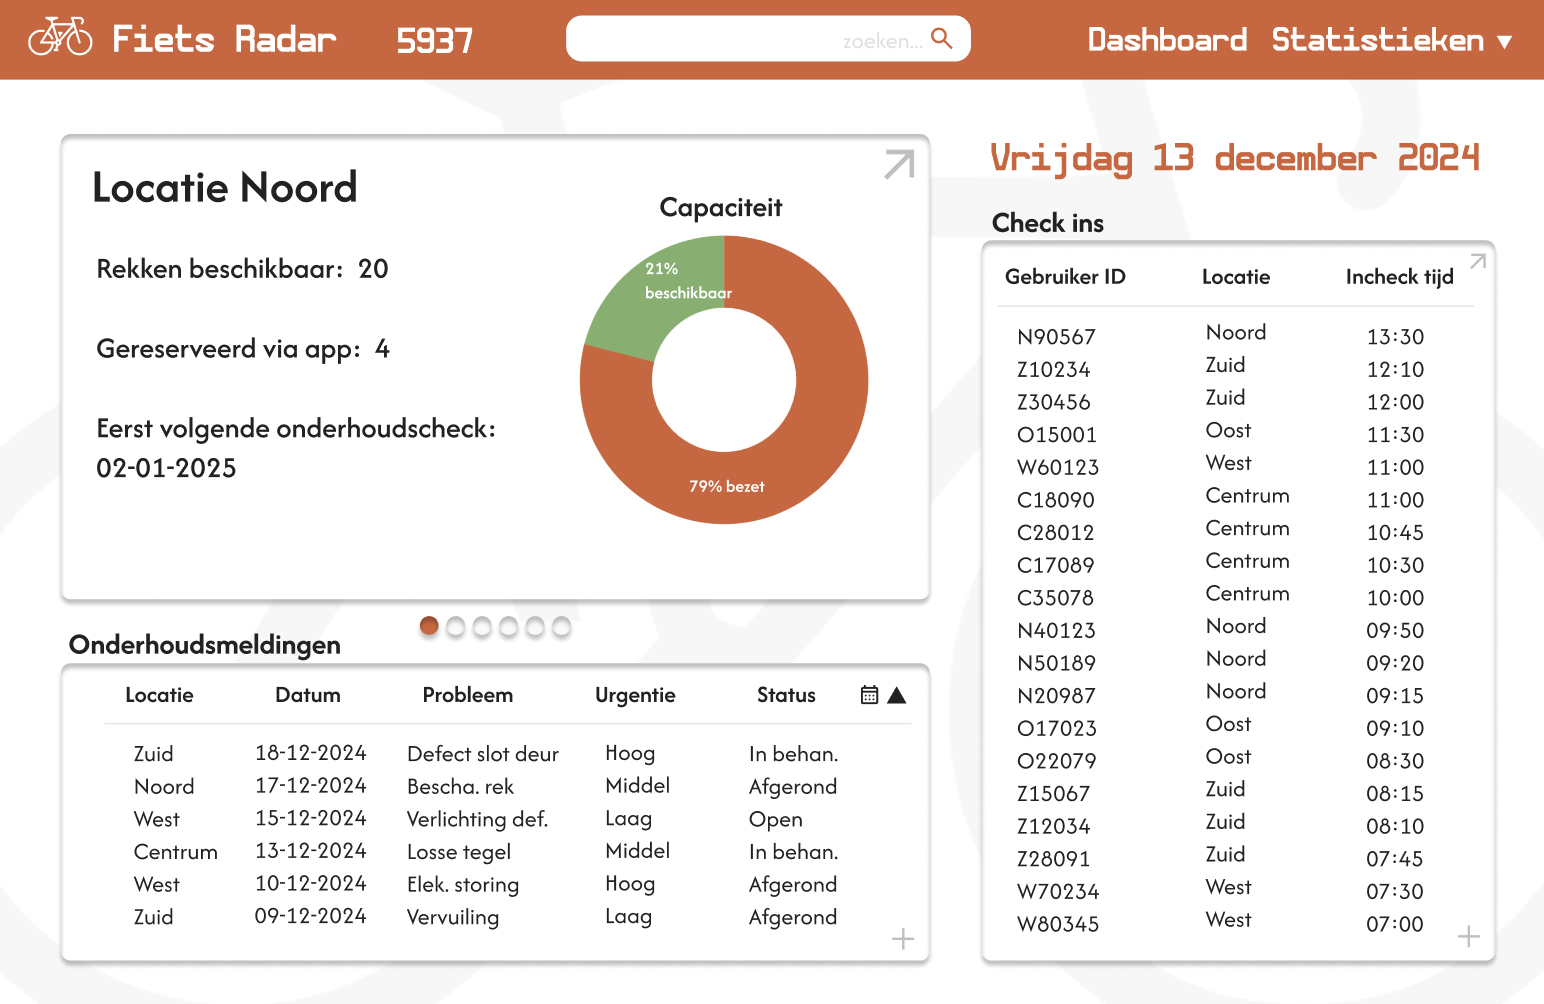 Fiets Radar 5937 zoeken... Dashboard Statistieken ▼
Vrijdag 13 december 2024
Locatie Noord
Rekken beschikbaar: 20
Gereserveerd via app: 4
Eerst volgende onderhoudscheck:
02-01-2025
Capaciteit
21%
beschikbaar
79% bezet
Onderhoudsmeldingen
Locatie Datum Probleem Urgentie Status
Zuid 18-12-2024 Defect slot deur Hoog In behan.
Noord 17-12-2024 Bescha. rek Middel Afgerond
West 15-12-2024 Verlichting def. Laag Open
Centrum 13-12-2024 Losse tegel Middel In behan.
West 10-12-2024 Elek. storing Hoog Afgerond
Zuid 09-12-2024 Vervuiling Laag Afgerond
Check ins
Gebruiker ID Locatie Incheck tijd
N90567 Noord 13:30
Z10234 Zuid 12:10
Z30456 Zuid 12:00
O15001 Oost 11:30
W60123 West 11:00
C18090 Centrum 11:00
C28012 Centrum 10:45
C17089 Centrum 10:30
C35078 Centrum 10:00
N40123 Noord 09:50
N50189 Noord 09:20
N20987 Noord 09:15
O17023 Oost 09:10
O22079 Oost 08:30
Z15067 Zuid 08:15
Z12034 Zuid 08:10
Z28091 Zuid 07:45
W70234 West 07:30
W80345 West 07:00